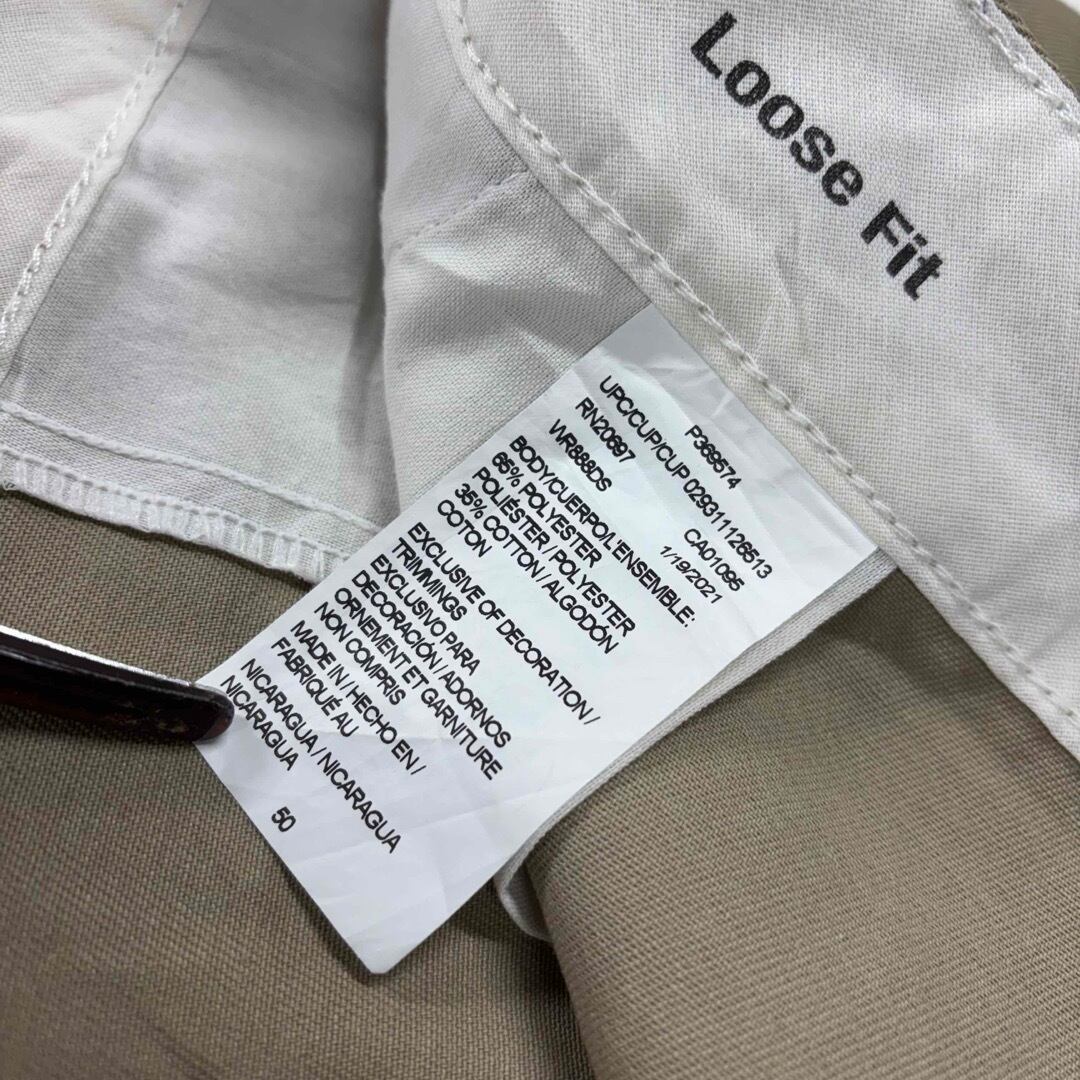 Loose Fit
P369574
UPC/CUP/CUP 029311126513
RN20697 CA01095
WR888DS 1/19/2021
BODY/CUERPO/L'ENSEMBLE:
65% POLYESTER
POLIÉSTER / POLYESTER
35% COTTON / ALGODÓN
COTON
EXCLUSIVE OF DECORATION /
TRIMMINGS
EXCLUSIVO PARA
DECORACIÓN / ADORNOS
ORNEMENT ET GARNITURE
NON COMPRIS
MADE IN / HECHO EN /
FABRIQUÉ AU
NICARAGUA / NICARAGUA
NICARAGUA
50